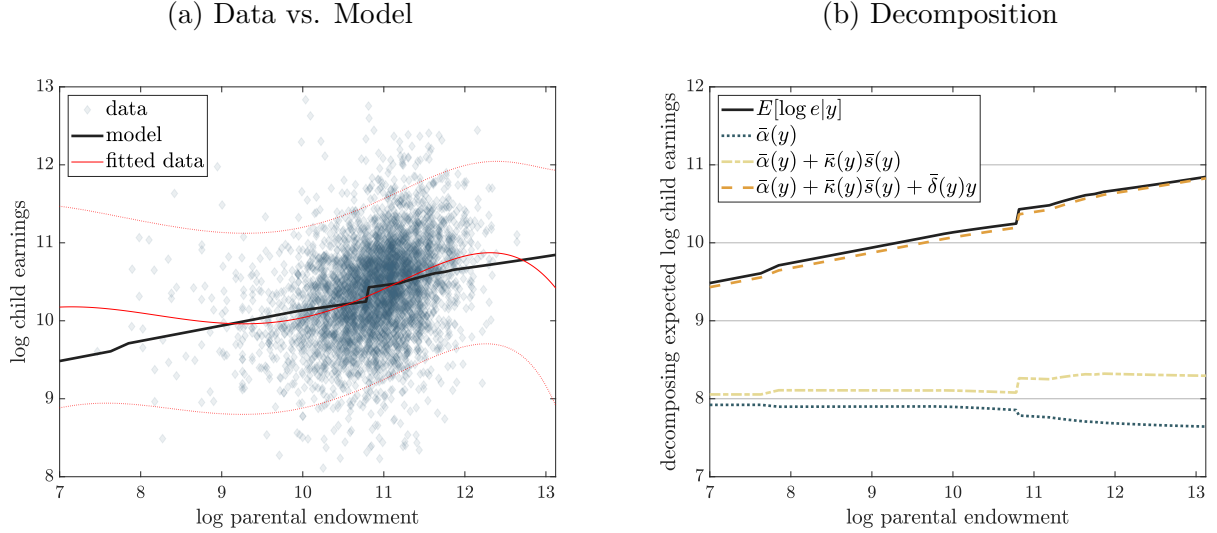 (a) Data vs. Model
13
12
11
10
9
8
7
8
9
10
11
12
13
log child earnings
log parental endowment
data
model
fitted data
(b) Decomposition
12
11
10
9
8
7
7
8
9
10
11
12
13
decomposing expected log child earnings
log parental endowment
E[log e|y]
ᾱ(y)
ᾱ(y) + κ̄(y)s̄(y)
ᾱ(y) + κ̄(y)s̄(y) + δ̄(y)y